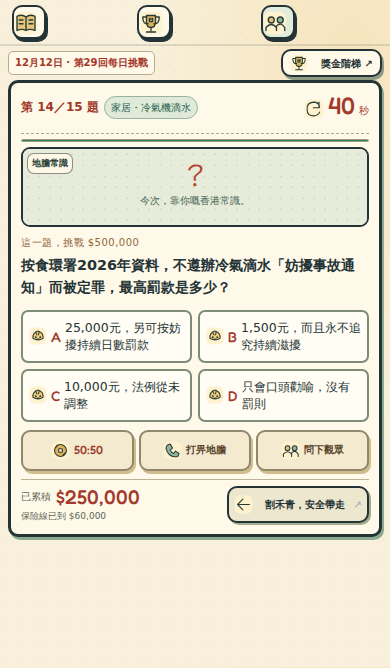 12月12日 · 第29回每日挑戰
獎金階梯 ↗
第 14／15 題
家居 · 冷氣機滴水
40 秒
地膽常識
?
今次，靠你嘅香港常識。
這一題，挑戰 $500,000
按食環署2026年資料，不遵辦冷氣滴水「妨擾事故通
知」而被定罪，最高罰款是多少？
A 25,000元，另可按妨
擾持續日數罰款
B 1,500元，而且永不追
究持續滋擾
C 10,000元，法例從未
調整
D 只會口頭勸喻，沒有
罰則
50:50
打畀地膽
問下觀眾
已累積 $250,000
保險線已到 $60,000
割禾青，安全帶走 ↗